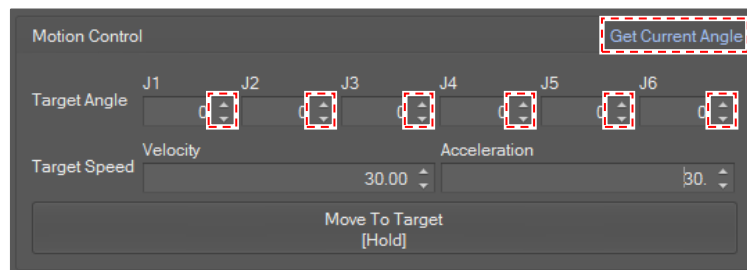 Motion Control Get Current Angle
J1 J2 J3 J4 J5 J6
Target Angle 0 0 0 0 0 0
Velocity Acceleration
Target Speed 30.00 30.
Move To Target
[Hold]